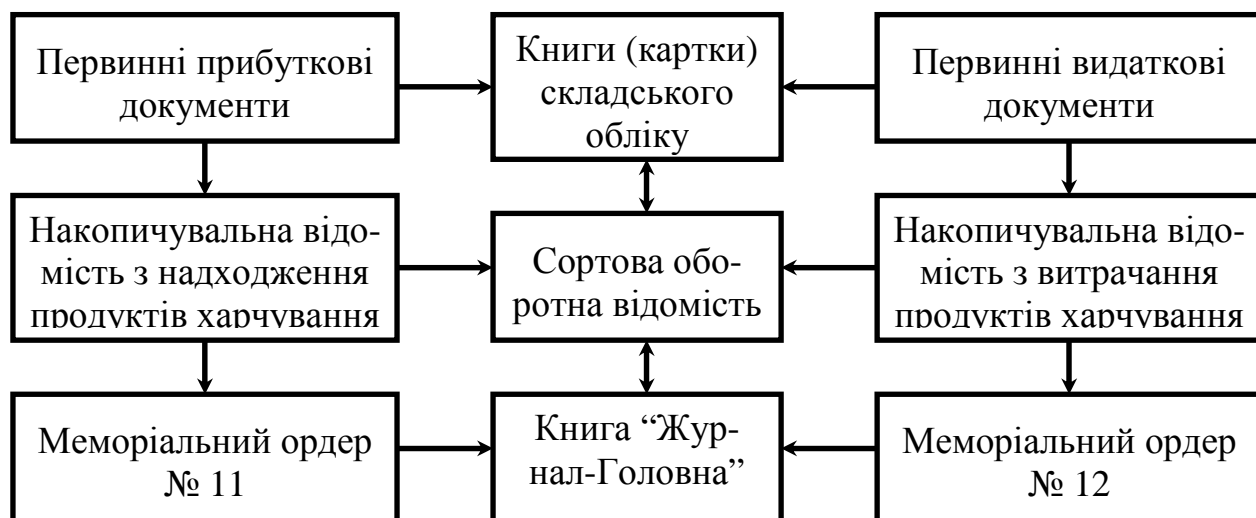 Первинні прибуткові
документи
Книги (картки)
складського
обліку
Первинні видаткові
документи
Накопичувальна відо-
мість з надходження
продуктів харчування
Сортова обо-
ротна відомість
Накопичувальна відо-
мість з витрачання
продуктів харчування
Меморіальний ордер
№ 11
Книга “Жур-
нал-Головна”
Меморіальний ордер
№ 12